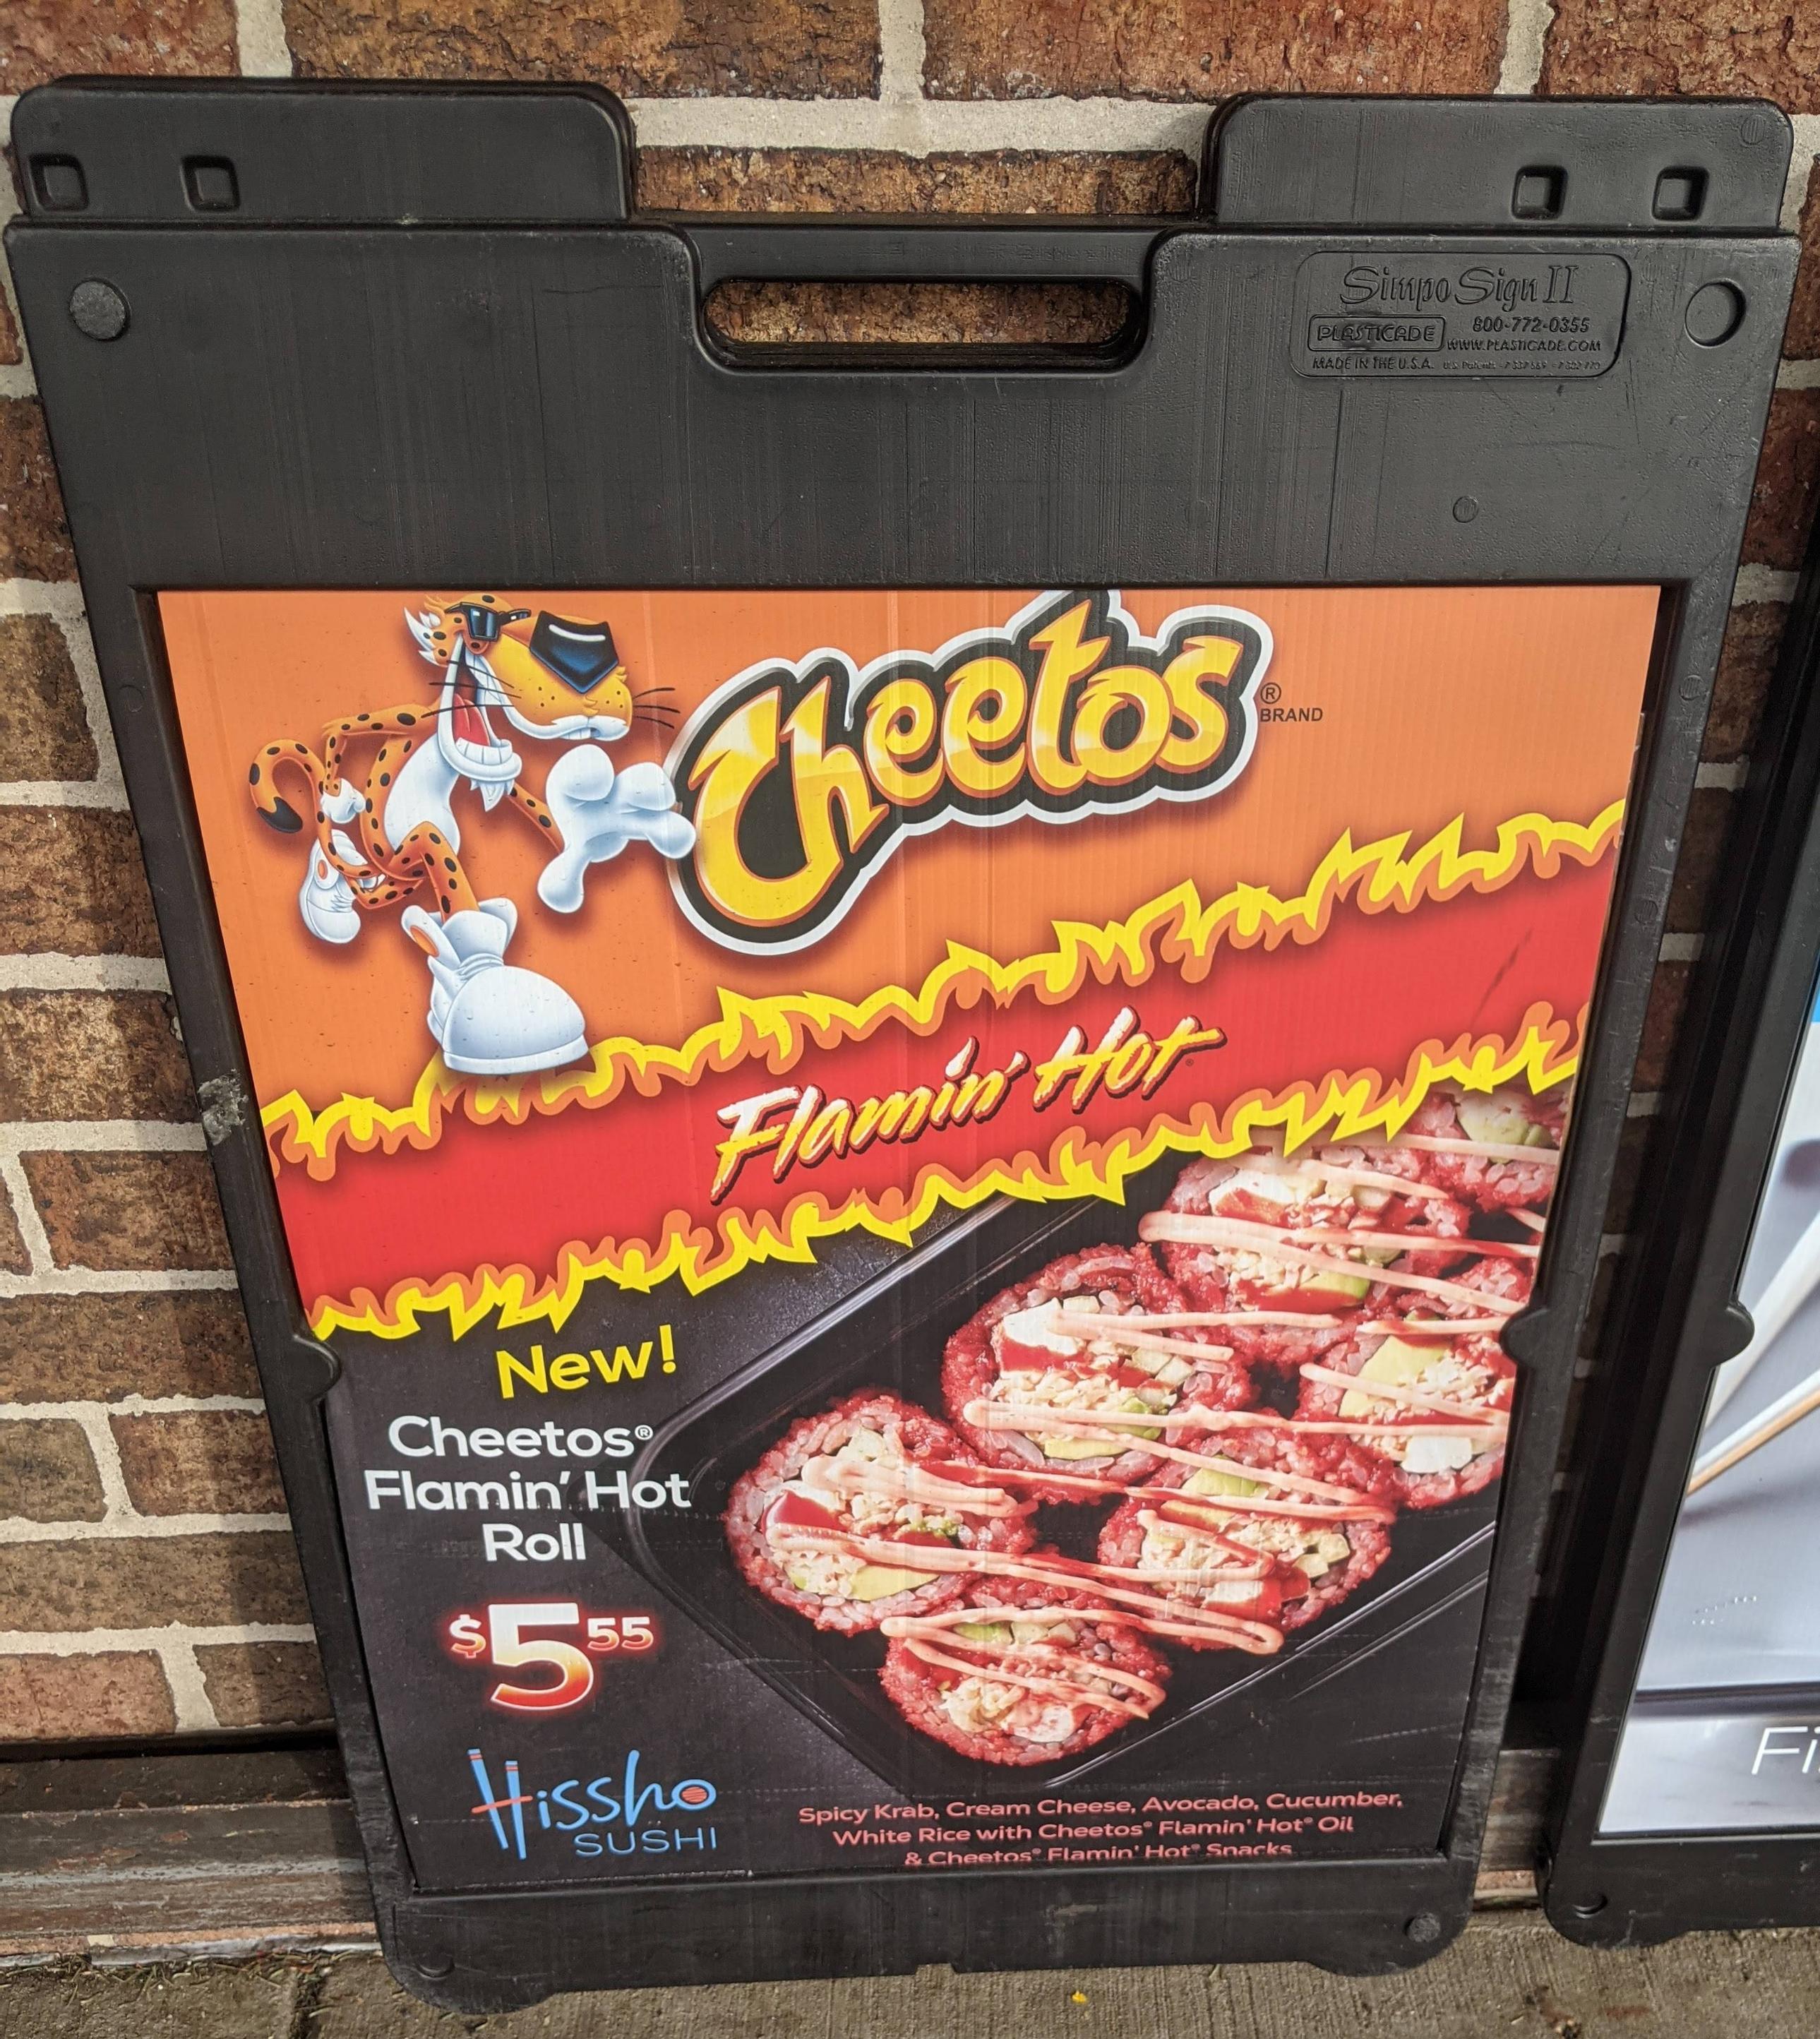 Simpo Sign II
PLASTICADE
800-772-0355
WWW.PLASTICADE.COM
MADE IN THE U.S.A.
Cheetos®
BRAND
Flamin' Hot
New!
Cheetos®
Flamin' Hot
Roll
$5 55
Hissho
SUSHI
Spicy Krab, Cream Cheese, Avocado, Cucumber,
White Rice with Cheetos® Flamin' Hot® Oil
& Cheetos® Flamin' Hot® Snacks